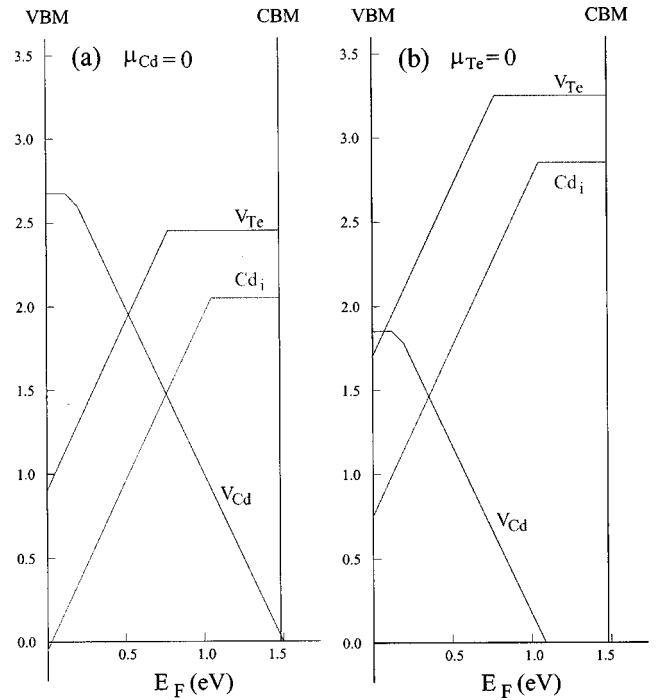 VBM CBM
(a) μCd = 0
3.5
3.0
2.5
2.0
1.5
1.0
0.5
0.0
VTe
Cdi
VCd
0.5 1.0 1.5
EF (eV)
VBM CBM
(b) μTe = 0
3.5
3.0
2.5
2.0
1.5
1.0
0.5
0.0
VTe
Cdi
VCd
0.5 1.0 1.5
EF (eV)